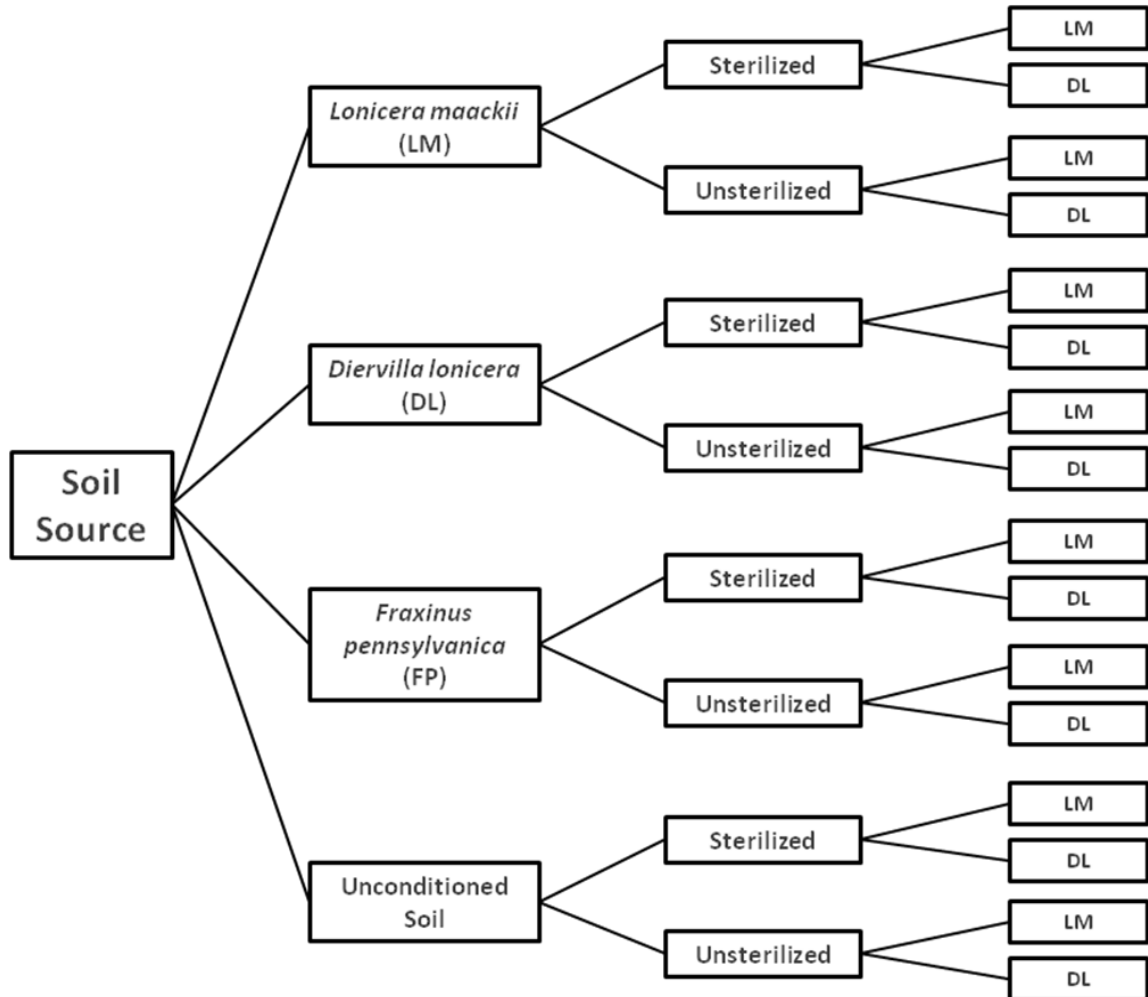 Soil
Source
Lonicera maackii
(LM)
Sterilized
LM
DL
Unsterilized
LM
DL
Diervilla lonicera
(DL)
Sterilized
LM
DL
Unsterilized
LM
DL
Fraxinus
pennsylvanica
(FP)
Sterilized
LM
DL
Unsterilized
LM
DL
Unconditioned
Soil
Sterilized
LM
DL
Unsterilized
LM
DL